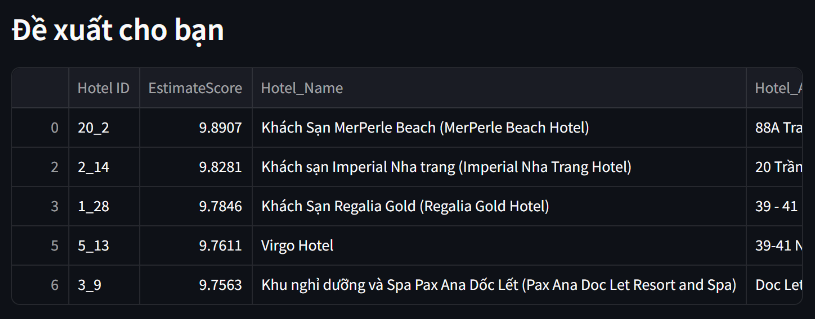 Đề xuất cho bạn
Hotel ID EstimateScore Hotel_Name Hotel_A
0 20_2 9.8907 Khách Sạn MerPerle Beach (MerPerle Beach Hotel) 88A Tra
2 2_14 9.8281 Khách sạn Imperial Nha trang (Imperial Nha Trang Hotel) 20 Trần
3 1_28 9.7846 Khách Sạn Regalia Gold (Regalia Gold Hotel) 39 - 41
5 5_13 9.7611 Virgo Hotel 39-41 N
6 3_9 9.7563 Khu nghỉ dưỡng và Spa Pax Ana Dốc Lết (Pax Ana Doc Let Resort and Spa) Doc Let